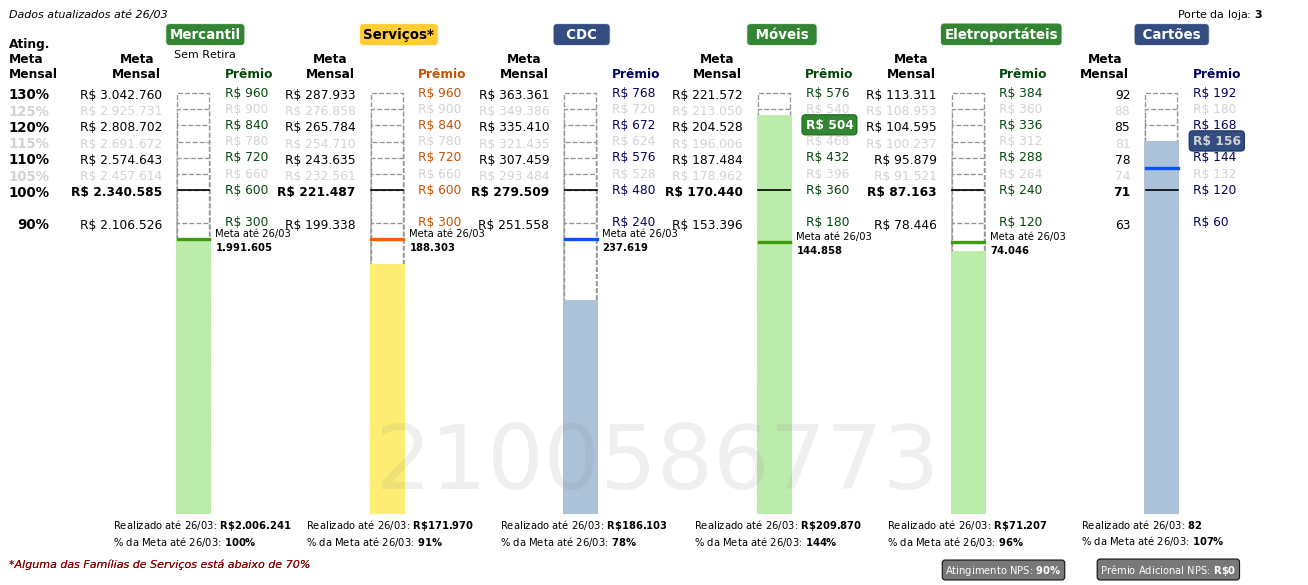 Dados atualizados até 26/03
Porte da loja: 3
Mercantil Serviços* CDC Móveis Eletroportáteis Cartões
Sem Retira
Ating. Meta Mensal
Meta Mensal Prêmio Meta Mensal Prêmio Meta Mensal Prêmio Meta Mensal Prêmio Meta Mensal Prêmio Meta Mensal Prêmio
130% R$ 3.042.760 R$ 960 R$ 287.933 R$ 960 R$ 363.361 R$ 768 R$ 221.572 R$ 576 R$ 113.311 R$ 384 92 R$ 192
125% R$ 2.925.731 R$ 900 R$ 276.858 R$ 900 R$ 349.386 R$ 720 R$ 213.050 R$ 540 R$ 108.953 R$ 360 88 R$ 180
120% R$ 2.808.702 R$ 840 R$ 265.784 R$ 840 R$ 335.410 R$ 672 R$ 204.528 R$ 504 R$ 104.595 R$ 336 85 R$ 168
115% R$ 2.691.672 R$ 780 R$ 254.710 R$ 780 R$ 321.435 R$ 624 R$ 196.006 R$ 468 R$ 100.237 R$ 312 81 R$ 156
110% R$ 2.574.643 R$ 720 R$ 243.635 R$ 720 R$ 307.459 R$ 576 R$ 187.484 R$ 432 R$ 95.879 R$ 288 78 R$ 144
105% R$ 2.457.614 R$ 660 R$ 232.561 R$ 660 R$ 293.484 R$ 528 R$ 178.962 R$ 396 R$ 91.521 R$ 264 74 R$ 132
100% R$ 2.340.585 R$ 600 R$ 221.487 R$ 600 R$ 279.509 R$ 480 R$ 170.440 R$ 360 R$ 87.163 R$ 240 71 R$ 120
90% R$ 2.106.526 R$ 300 R$ 199.338 R$ 300 R$ 251.558 R$ 240 R$ 153.396 R$ 180 R$ 78.446 R$ 120 63 R$ 60
Meta até 26/03 Meta até 26/03 Meta até 26/03 Meta até 26/03 Meta até 26/03
1.991.605 188.303 237.619 144.858 74.046
2100586773
Realizado até 26/03: R$2.006.241 Realizado até 26/03: R$171.970 Realizado até 26/03: R$186.103 Realizado até 26/03: R$209.870 Realizado até 26/03: R$71.207 Realizado até 26/03: 82
% da Meta até 26/03: 100% % da Meta até 26/03: 91% % da Meta até 26/03: 78% % da Meta até 26/03: 144% % da Meta até 26/03: 96% % da Meta até 26/03: 107%
*Alguma das Famílias de Serviços está abaixo de 70%
Atingimento NPS: 90% Prêmio Adicional NPS: R$0